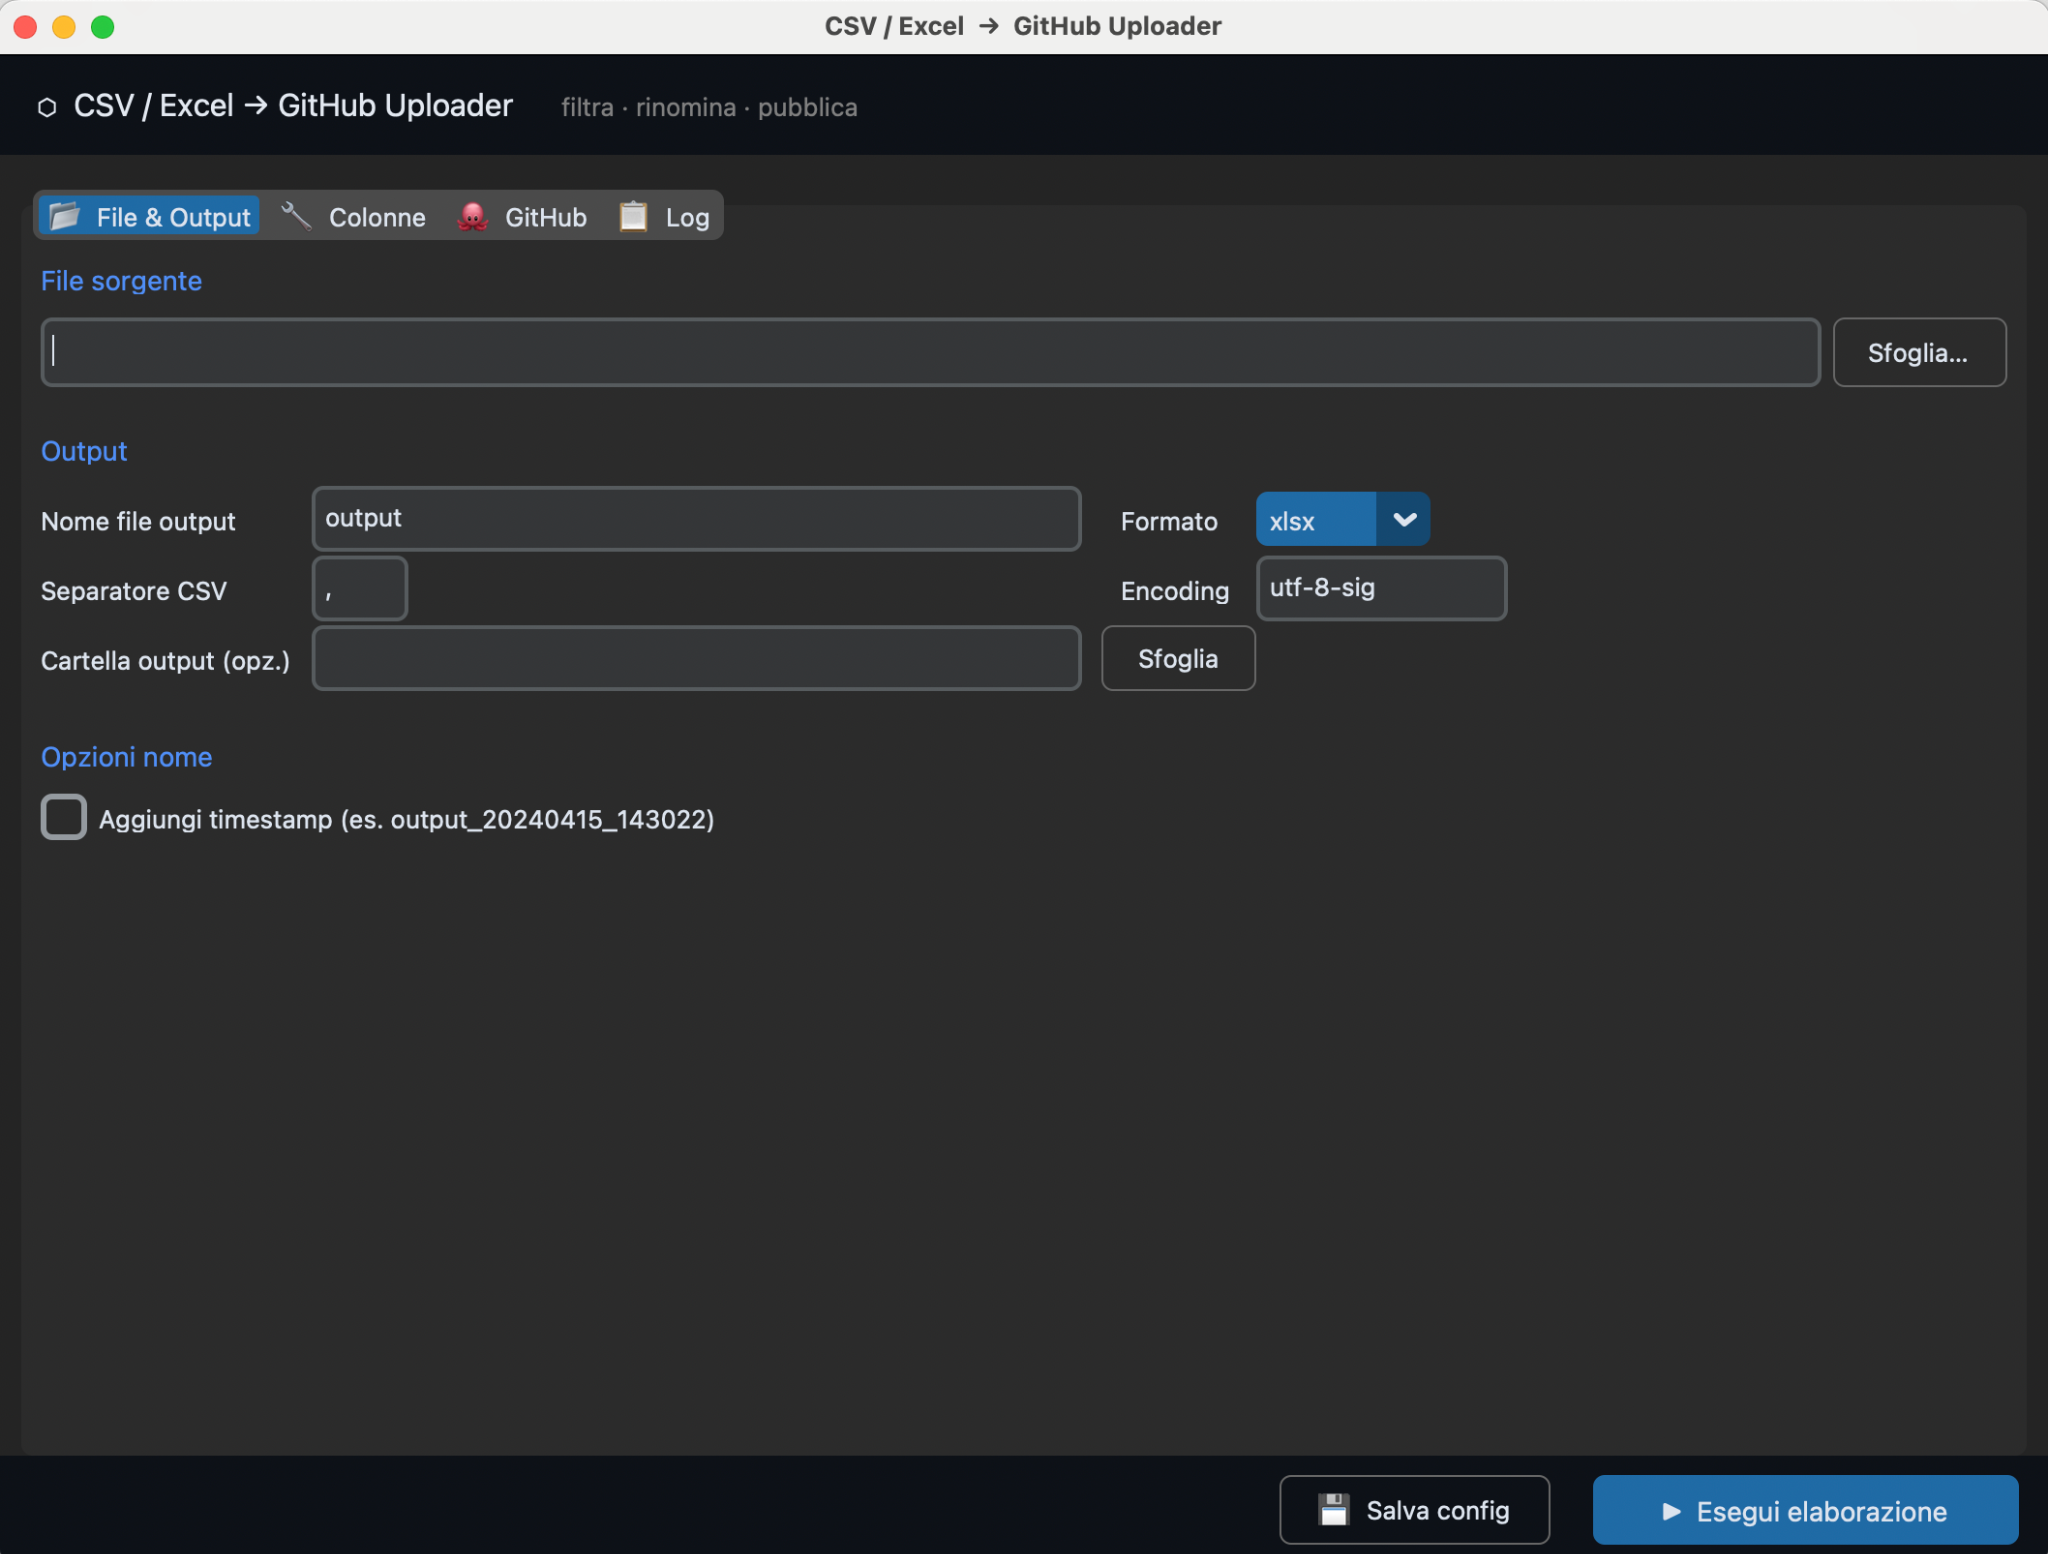 CSV / Excel → GitHub Uploader
CSV / Excel → GitHub Uploader filtra · rinomina · pubblica
File & Output Colonne GitHub Log
File sorgente
Sfoglia...
Output
Nome file output output Formato xlsx
Separatore CSV , Encoding utf-8-sig
Cartella output (opz.) Sfoglia
Opzioni nome
Aggiungi timestamp (es. output_20240415_143022)
Salva config ▶ Esegui elaborazione